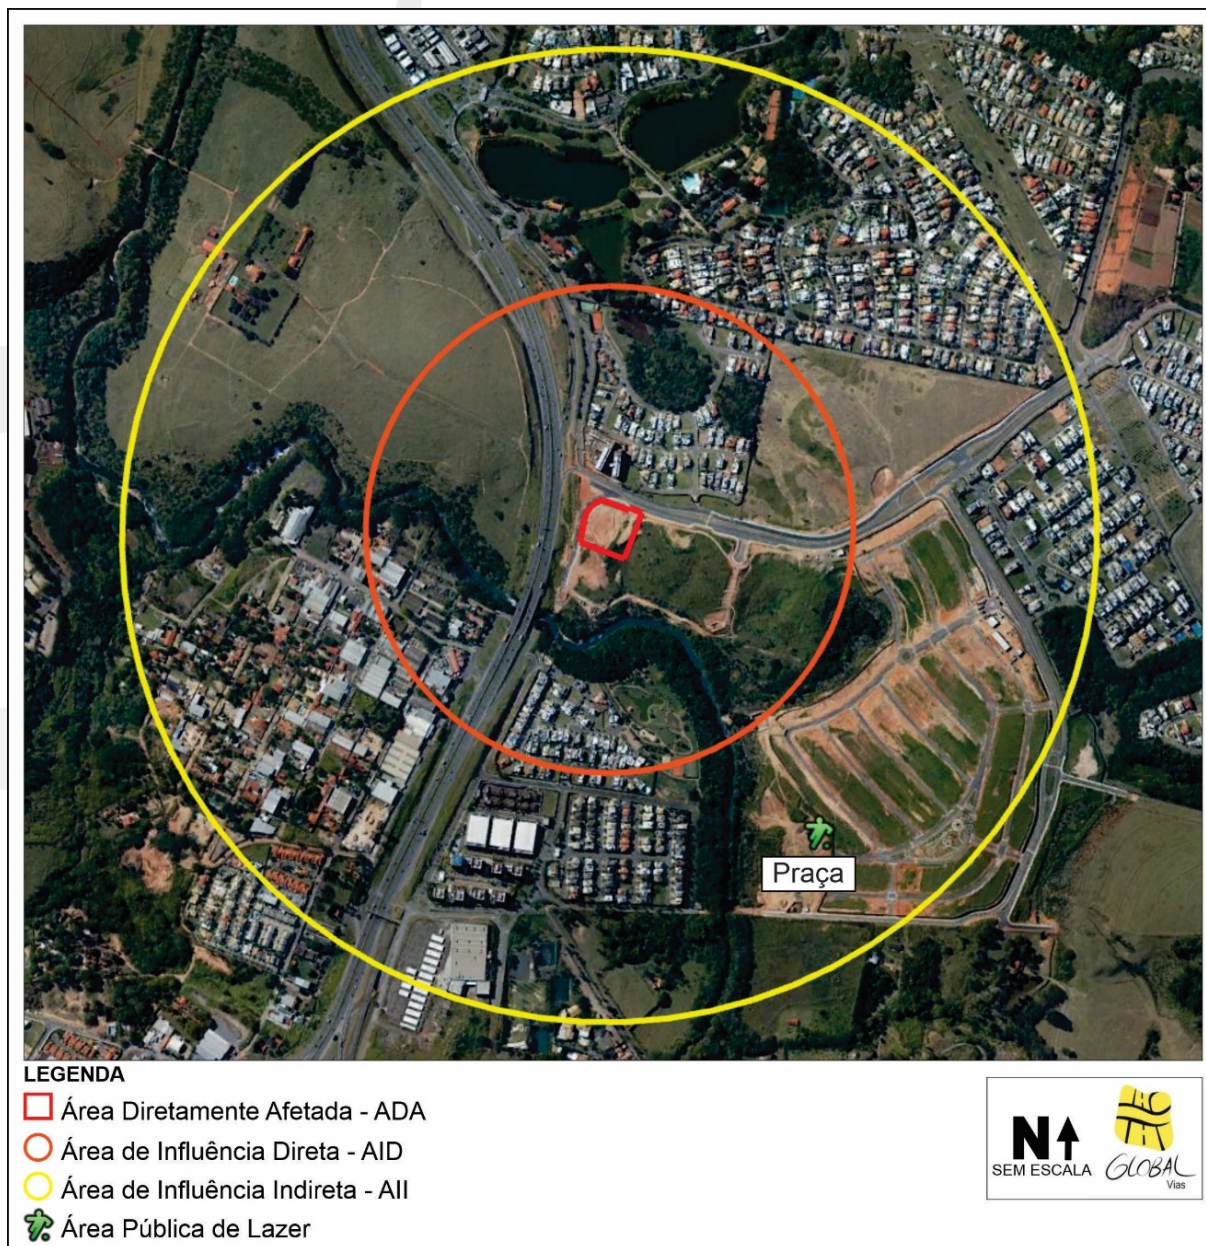 Praça
LEGENDA
Área Diretamente Afetada - ADA
Área de Influência Direta - AID
Área de Influência Indireta - AII
Área Pública de Lazer
N
SEM ESCALA
GLOBAL
Vias